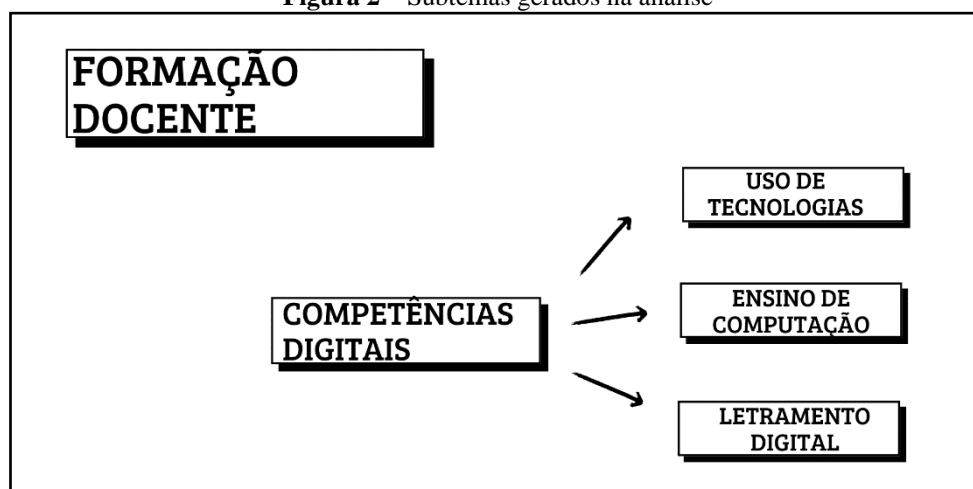 Figura 2 – Subtemas gerados na análise
FORMAÇÃO
DOCENTE
USO DE
TECNOLOGIAS
ENSINO DE
COMPUTAÇÃO
COMPETÊNCIAS
DIGITAIS
LETRAMENTO
DIGITAL